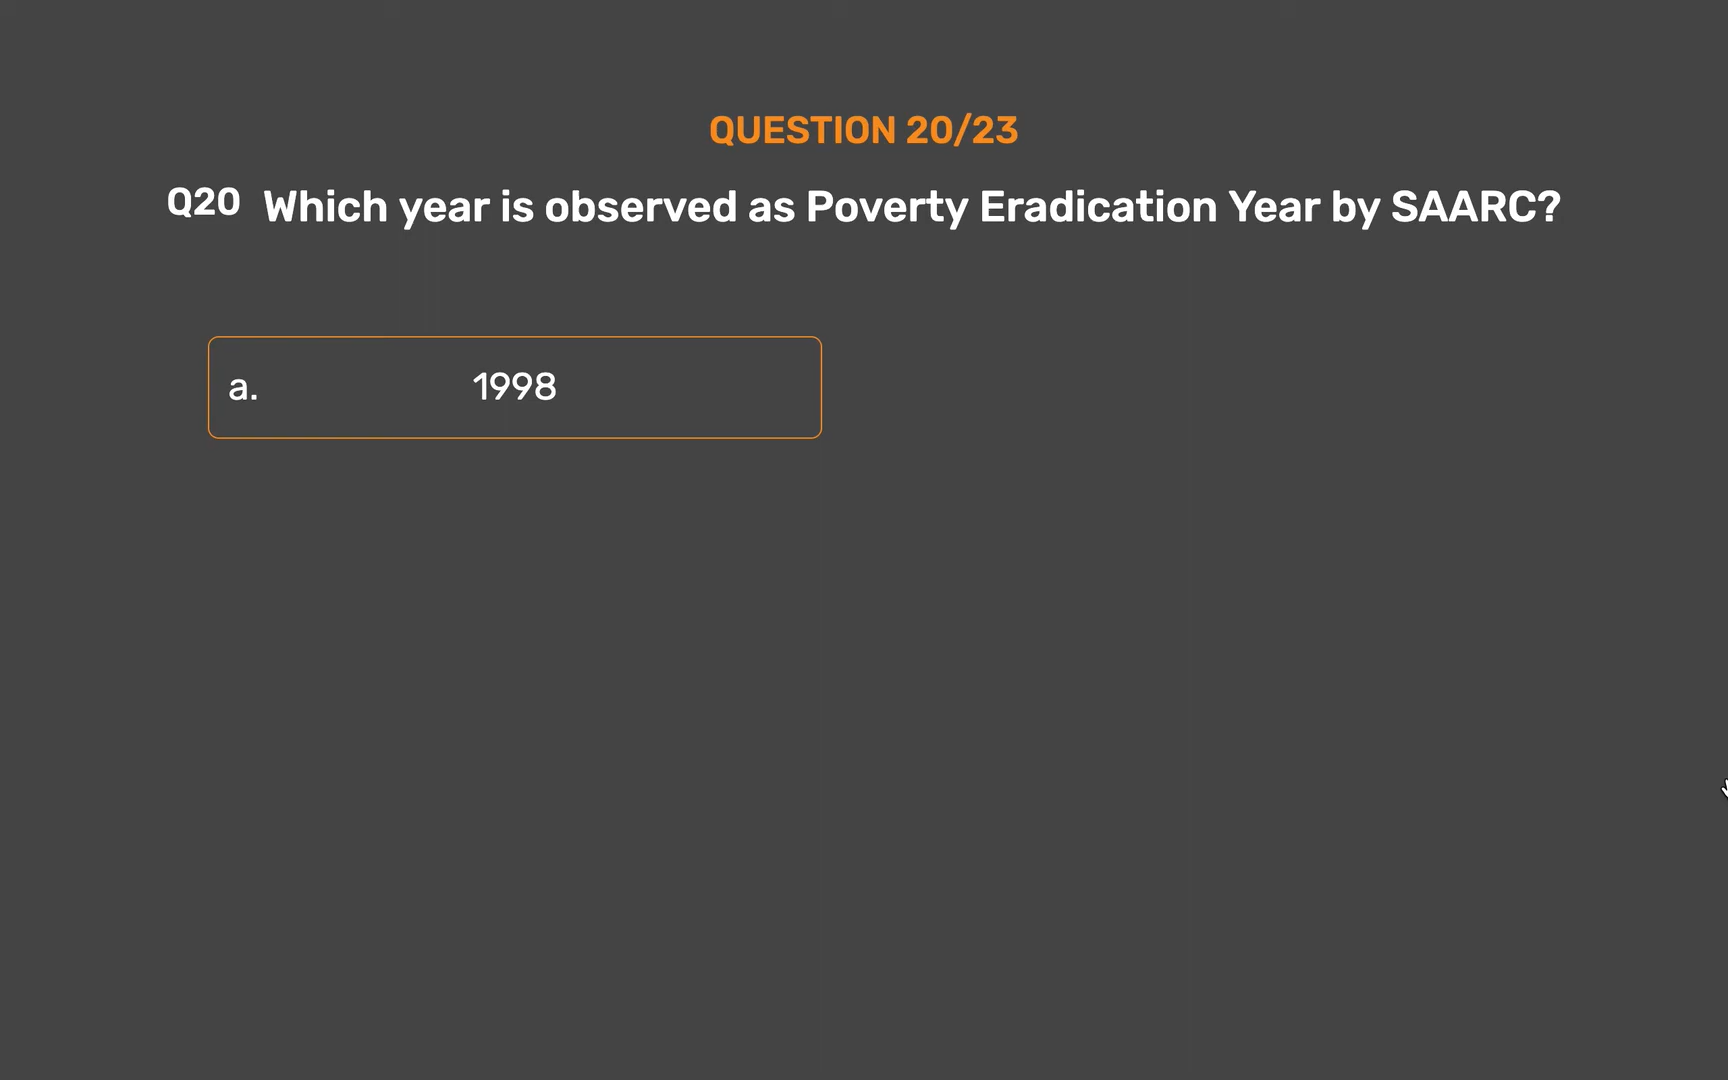 QUESTION 20/23
Q20 Which year is observed as Poverty Eradication Year by SAARC?
a. 1998